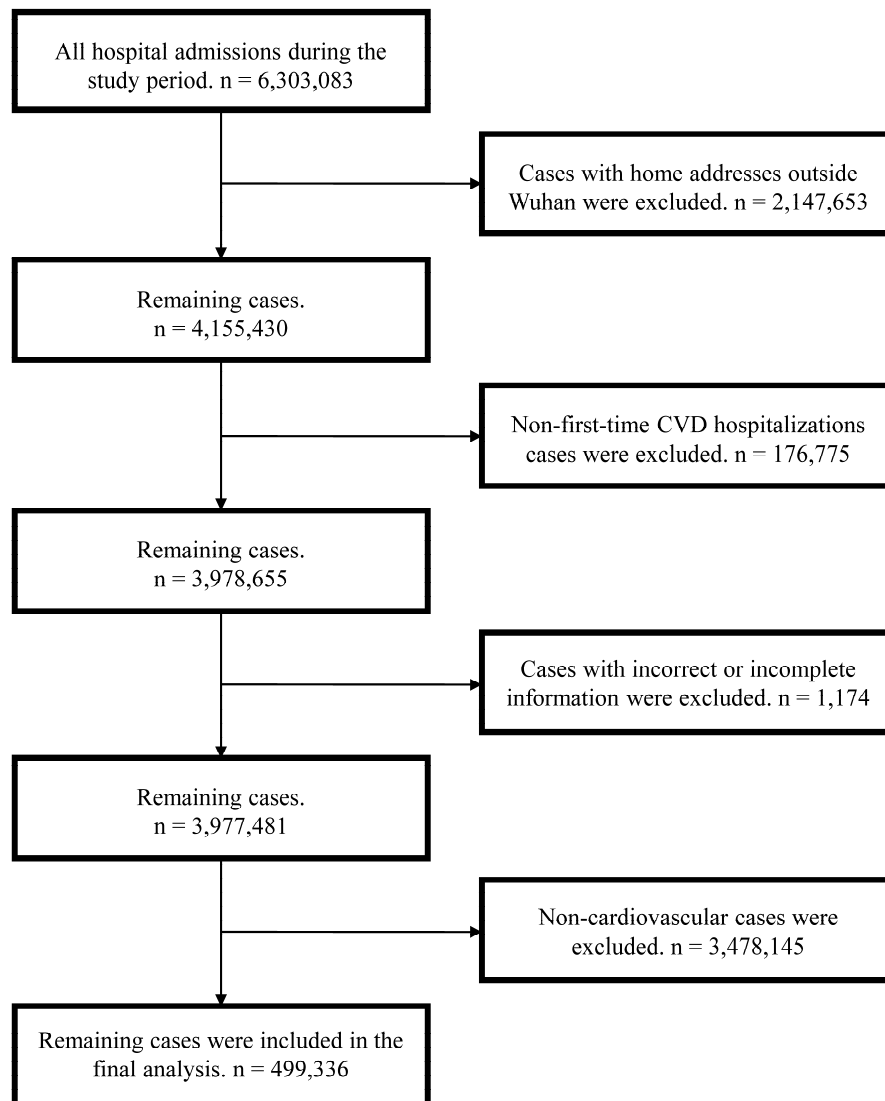 All hospital admissions during the
study period. n = 6,303,083
Cases with home addresses outside
Wuhan were excluded. n = 2,147,653
Remaining cases.
n = 4,155,430
Non-first-time CVD hospitalizations
cases were excluded. n = 176,775
Remaining cases.
n = 3,978,655
Cases with incorrect or incomplete
information were excluded. n = 1,174
Remaining cases.
n = 3,977,481
Non-cardiovascular cases were
excluded. n = 3,478,145
Remaining cases were included in the
final analysis. n = 499,336